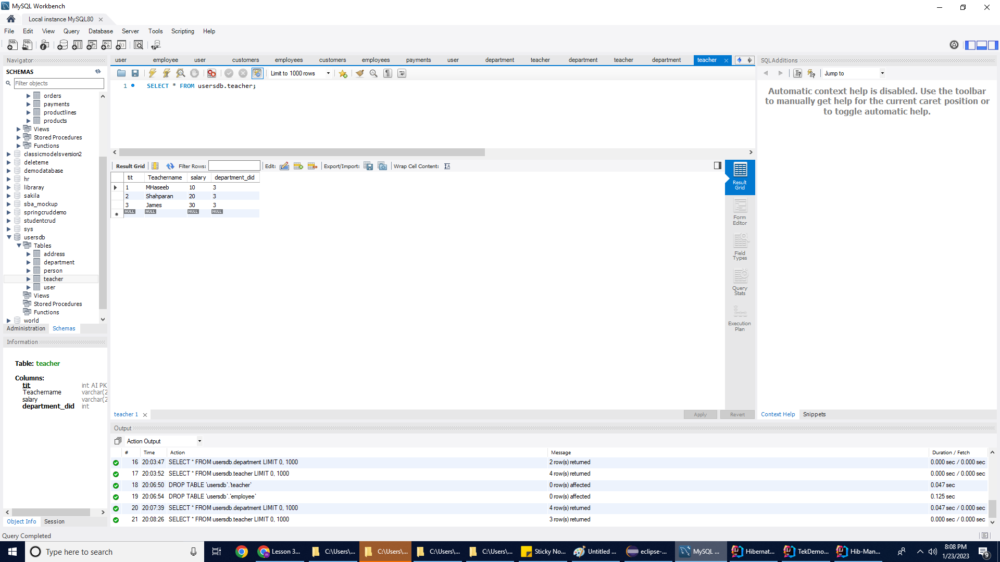 MySQL Workbench
Local instance MySQL80
File Edit View Query Database Server Tools Scripting Help
Navigator
SCHEMAS
Filter objects
orders
payments
productlines
products
Views
Stored Procedures
Functions
classicmodelsversion2
deleteme
demodatabase
hr
libraray
sakila
sba_mockup
springcruddemo
studentcrud
sys
usersdb
Tables
address
department
person
teacher
user
Views
Stored Procedures
Functions
world
Administration Schemas
Information
Table: teacher
Columns:
tit int AI PK
Teachername varchar(2
salary varchar(2
department_did int
Object Info Session
Query Completed
user employee user customers employees customers employees payments user department teacher department teacher department teacher
Limit to 1000 rows
1 SELECT * FROM usersdb.teacher;
Result Grid Filter Rows: Edit: Export/Import: Wrap Cell Content:
tit Teachername salary department_did
1 MHaseeb 10 3
2 Shahparan 20 3
3 James 30 3
NULL NULL NULL NULL
Result Grid
Form Editor
Field Types
Query Stats
Execution Plan
teacher 1
Apply Revert
SQLAdditions
Jump to
Automatic context help is disabled. Use the toolbar
to manually get help for the current caret position or
to toggle automatic help.
Context Help Snippets
Output
Action Output
# Time Action Message Duration / Fetch
16 20:03:47 SELECT * FROM usersdb.department LIMIT 0, 1000 2 row(s) returned 0.000 sec / 0.000 sec
17 20:03:52 SELECT * FROM usersdb.teacher LIMIT 0, 1000 4 row(s) returned 0.000 sec / 0.000 sec
18 20:06:50 DROP TABLE `usersdb`.`teacher` 0 row(s) affected 0.047 sec
19 20:06:54 DROP TABLE `usersdb`.`employee` 0 row(s) affected 0.125 sec
20 20:07:39 SELECT * FROM usersdb.department LIMIT 0, 1000 4 row(s) returned 0.047 sec / 0.000 sec
21 20:08:26 SELECT * FROM usersdb.teacher LIMIT 0, 1000 3 row(s) returned 0.000 sec / 0.000 sec
Type here to search
Lesson 3... C:\Users\... C:\Users\... C:\Users\... C:\Users\... Sticky No... Untitled ... eclipse-... MySQL ... Hibernat... TekDemo... Hib-Man...
8:08 PM
1/23/2023
9